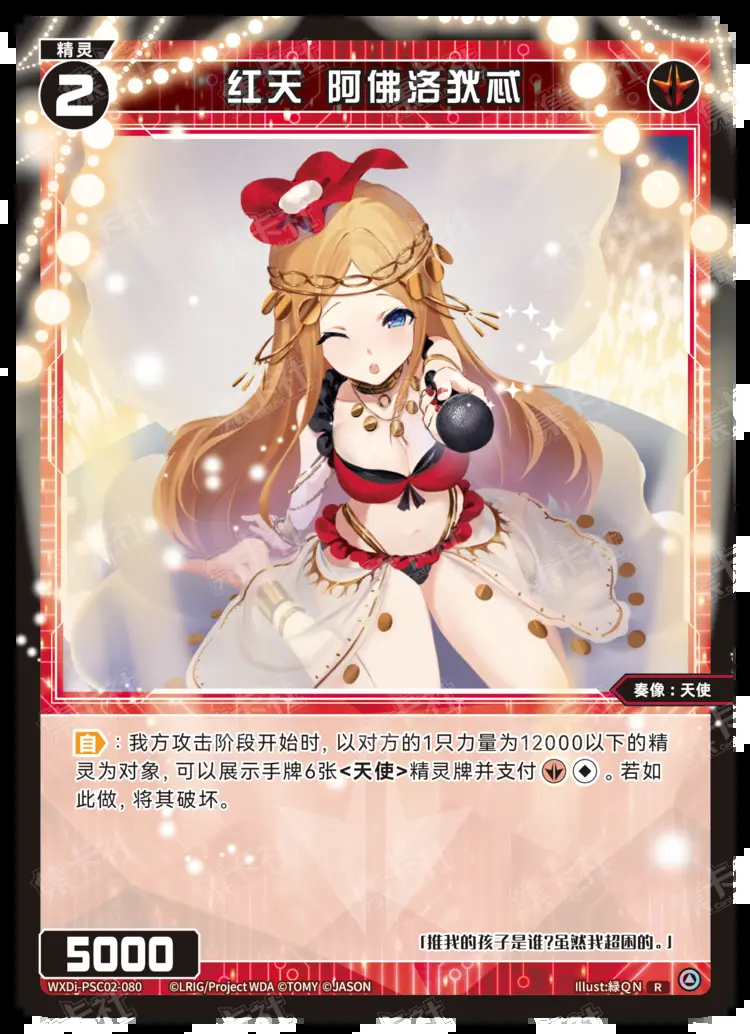 精灵
2
红天 阿佛洛狄忒
奏像：天使
自：我方攻击阶段开始时，以对方的1只力量为12000以下的精
灵为对象，可以展示手牌6张<天使>精灵牌并支付 。若如
此做，将其破坏。
「推我的孩子是谁?虽然我超困的。」
5000
WXDi-PSC02-080 ©LRIG/Project WDA ©TOMY ©JASON Illust:緑QN R